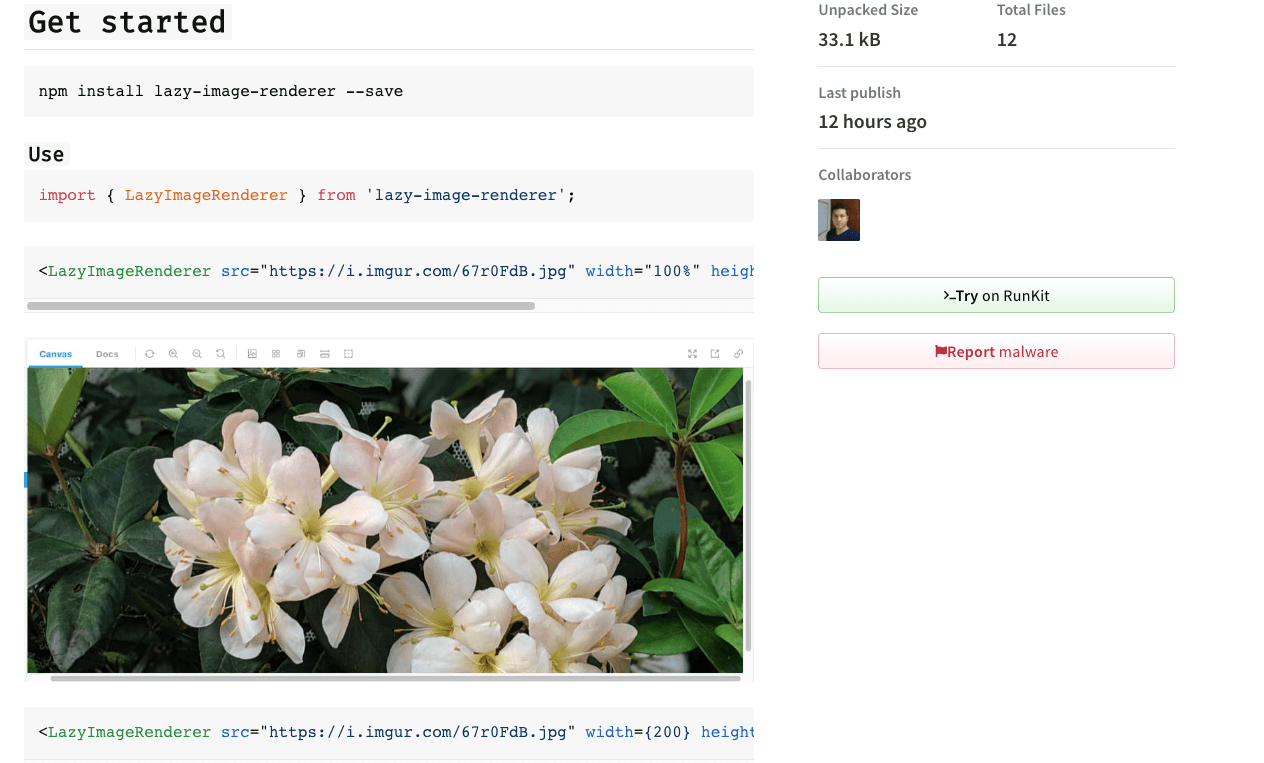 Get started
npm install lazy-image-renderer --save
Use
import { LazyImageRenderer } from 'lazy-image-renderer';
<LazyImageRenderer src="https://i.imgur.com/67r0FdB.jpg" width="100%" heigh
Canvas Docs
<LazyImageRenderer src="https://i.imgur.com/67r0FdB.jpg" width={200} height
Unpacked Size Total Files
33.1 kB 12
Last publish
12 hours ago
Collaborators
Try on RunKit
Report malware